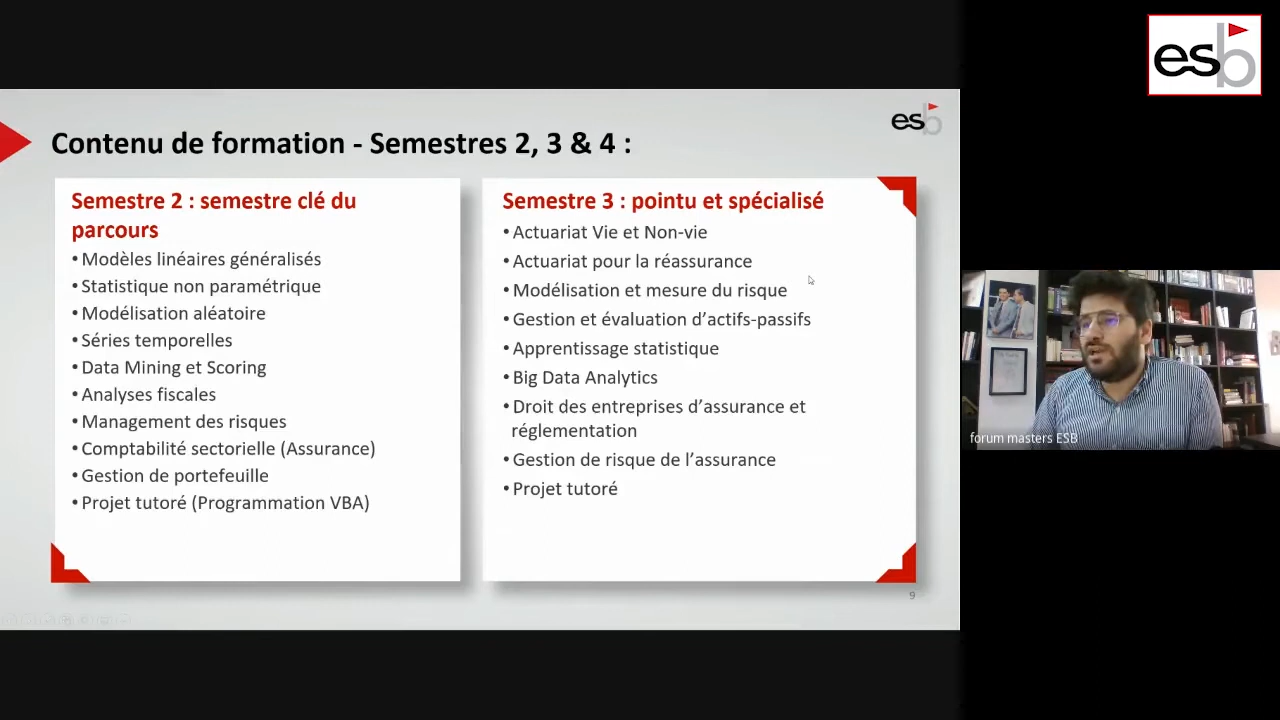 esb
esb
Contenu de formation - Semestres 2, 3 & 4 :
Semestre 2 : semestre clé du
parcours
• Modèles linéaires généralisés
• Statistique non paramétrique
• Modélisation aléatoire
• Séries temporelles
• Data Mining et Scoring
• Analyses fiscales
• Management des risques
• Comptabilité sectorielle (Assurance)
• Gestion de portefeuille
• Projet tutoré (Programmation VBA)
Semestre 3 : pointu et spécialisé
• Actuariat Vie et Non-vie
• Actuariat pour la réassurance
• Modélisation et mesure du risque
• Gestion et évaluation d’actifs-passifs
• Apprentissage statistique
• Big Data Analytics
• Droit des entreprises d’assurance et
réglementation
• Gestion de risque de l’assurance
• Projet tutoré
9
forum masters ESB